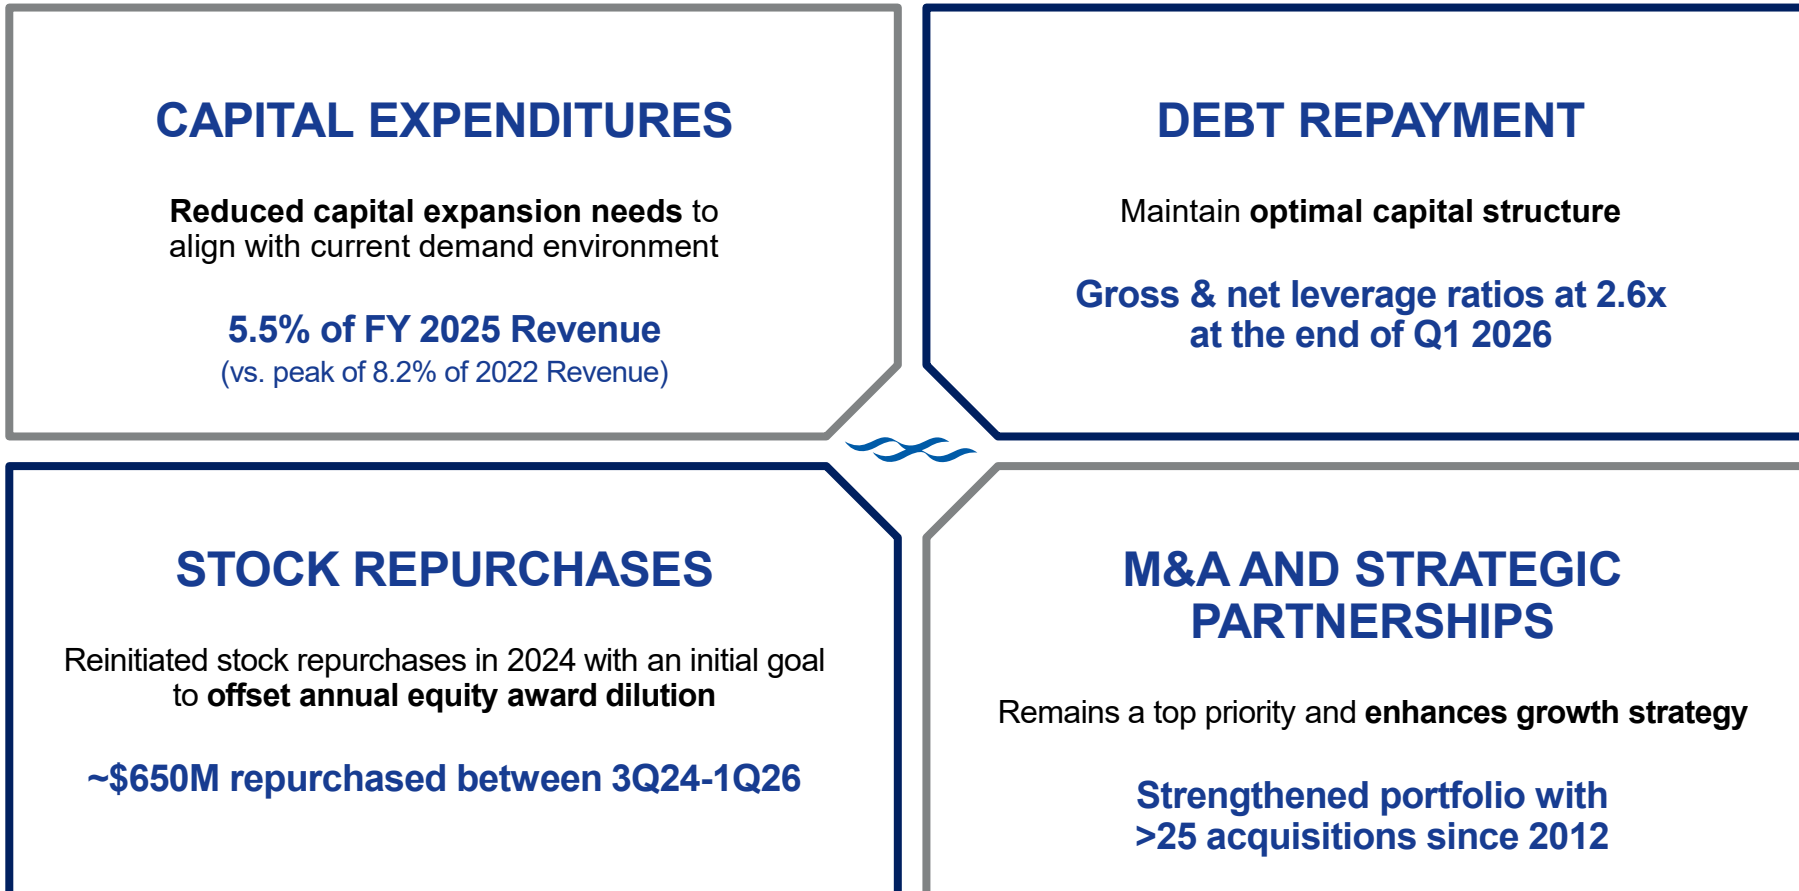 CAPITAL EXPENDITURES
Reduced capital expansion needs to
align with current demand environment
5.5% of FY 2025 Revenue
(vs. peak of 8.2% of 2022 Revenue)
DEBT REPAYMENT
Maintain optimal capital structure
Gross & net leverage ratios at 2.6x
at the end of Q1 2026
STOCK REPURCHASES
Reinitiated stock repurchases in 2024 with an initial goal
to offset annual equity award dilution
~$650M repurchased between 3Q24-1Q26
M&A AND STRATEGIC
PARTNERSHIPS
Remains a top priority and enhances growth strategy
Strengthened portfolio with
>25 acquisitions since 2012